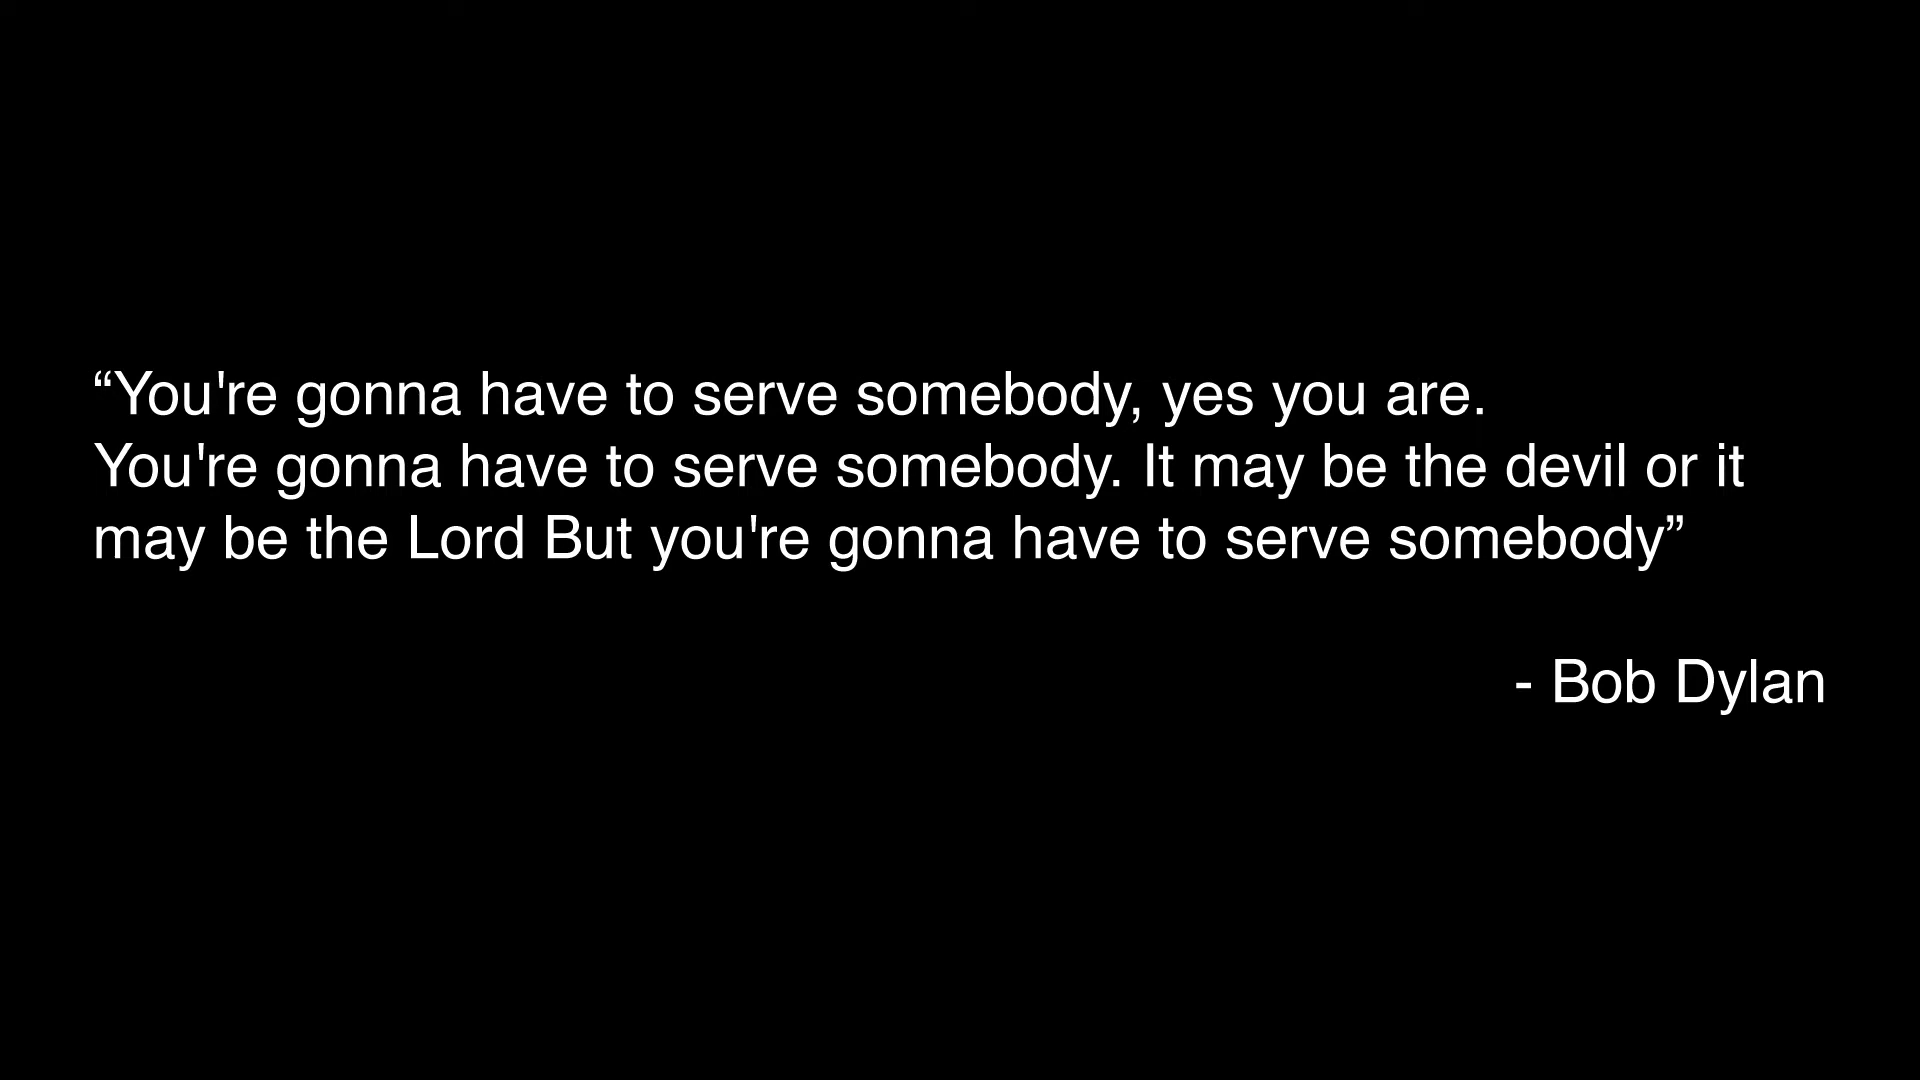 “You're gonna have to serve somebody, yes you are.
You're gonna have to serve somebody. It may be the devil or it
may be the Lord But you're gonna have to serve somebody”
- Bob Dylan